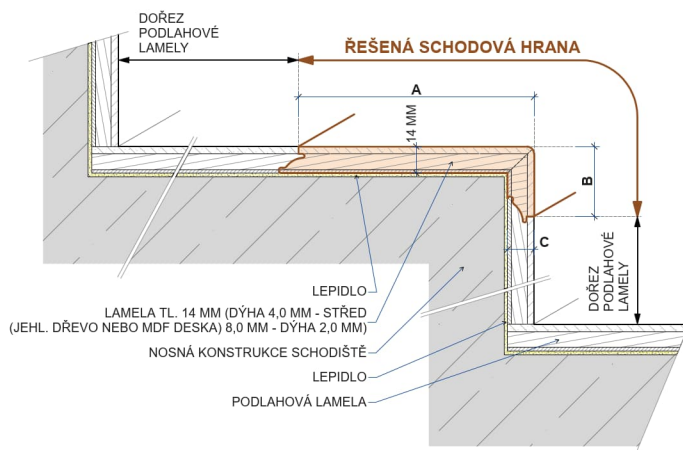 DOŘEZ
PODLAHOVÉ
LAMELY
ŘEŠENÁ SCHODOVÁ HRANA
A
14 MM
B
C
DOŘEZ
PODLAHOVÉ
LAMELY
LEPIDLO
LAMELA TL. 14 MM (DÝHA 4,0 MM - STŘED
(JEHL. DŘEVO NEBO MDF DESKA) 8,0 MM - DÝHA 2,0 MM)
NOSNÁ KONSTRUKCE SCHODIŠTĚ
LEPIDLO
PODLAHOVÁ LAMELA